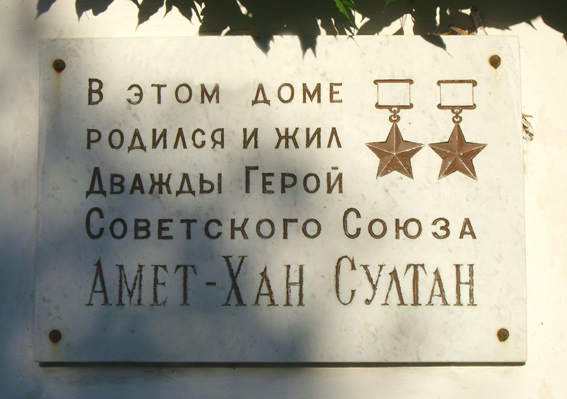 В этом доме
родился и жил
Дважды Герой
Советского Союза
Амет-Хан Султан